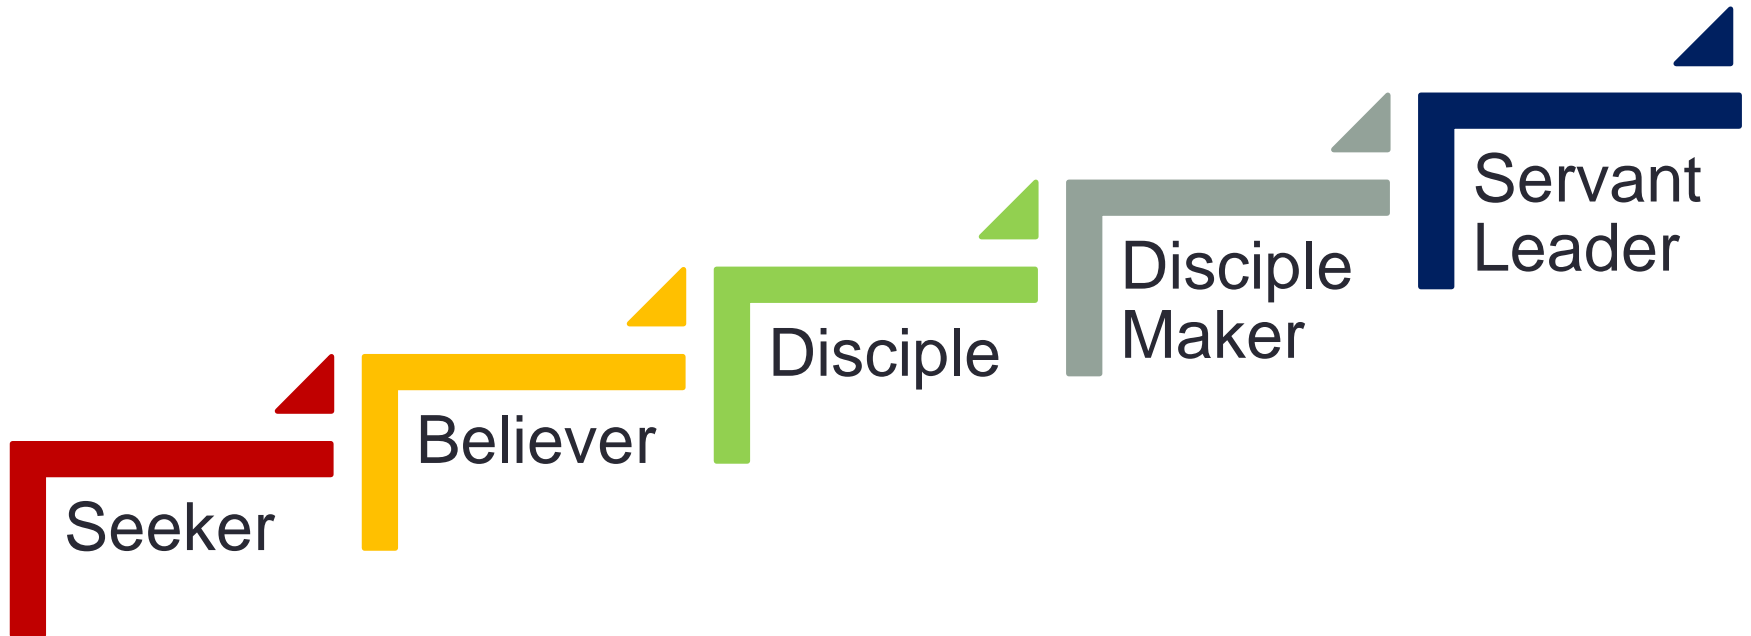 Seeker
Believer
Disciple
Disciple
Maker
Servant
Leader